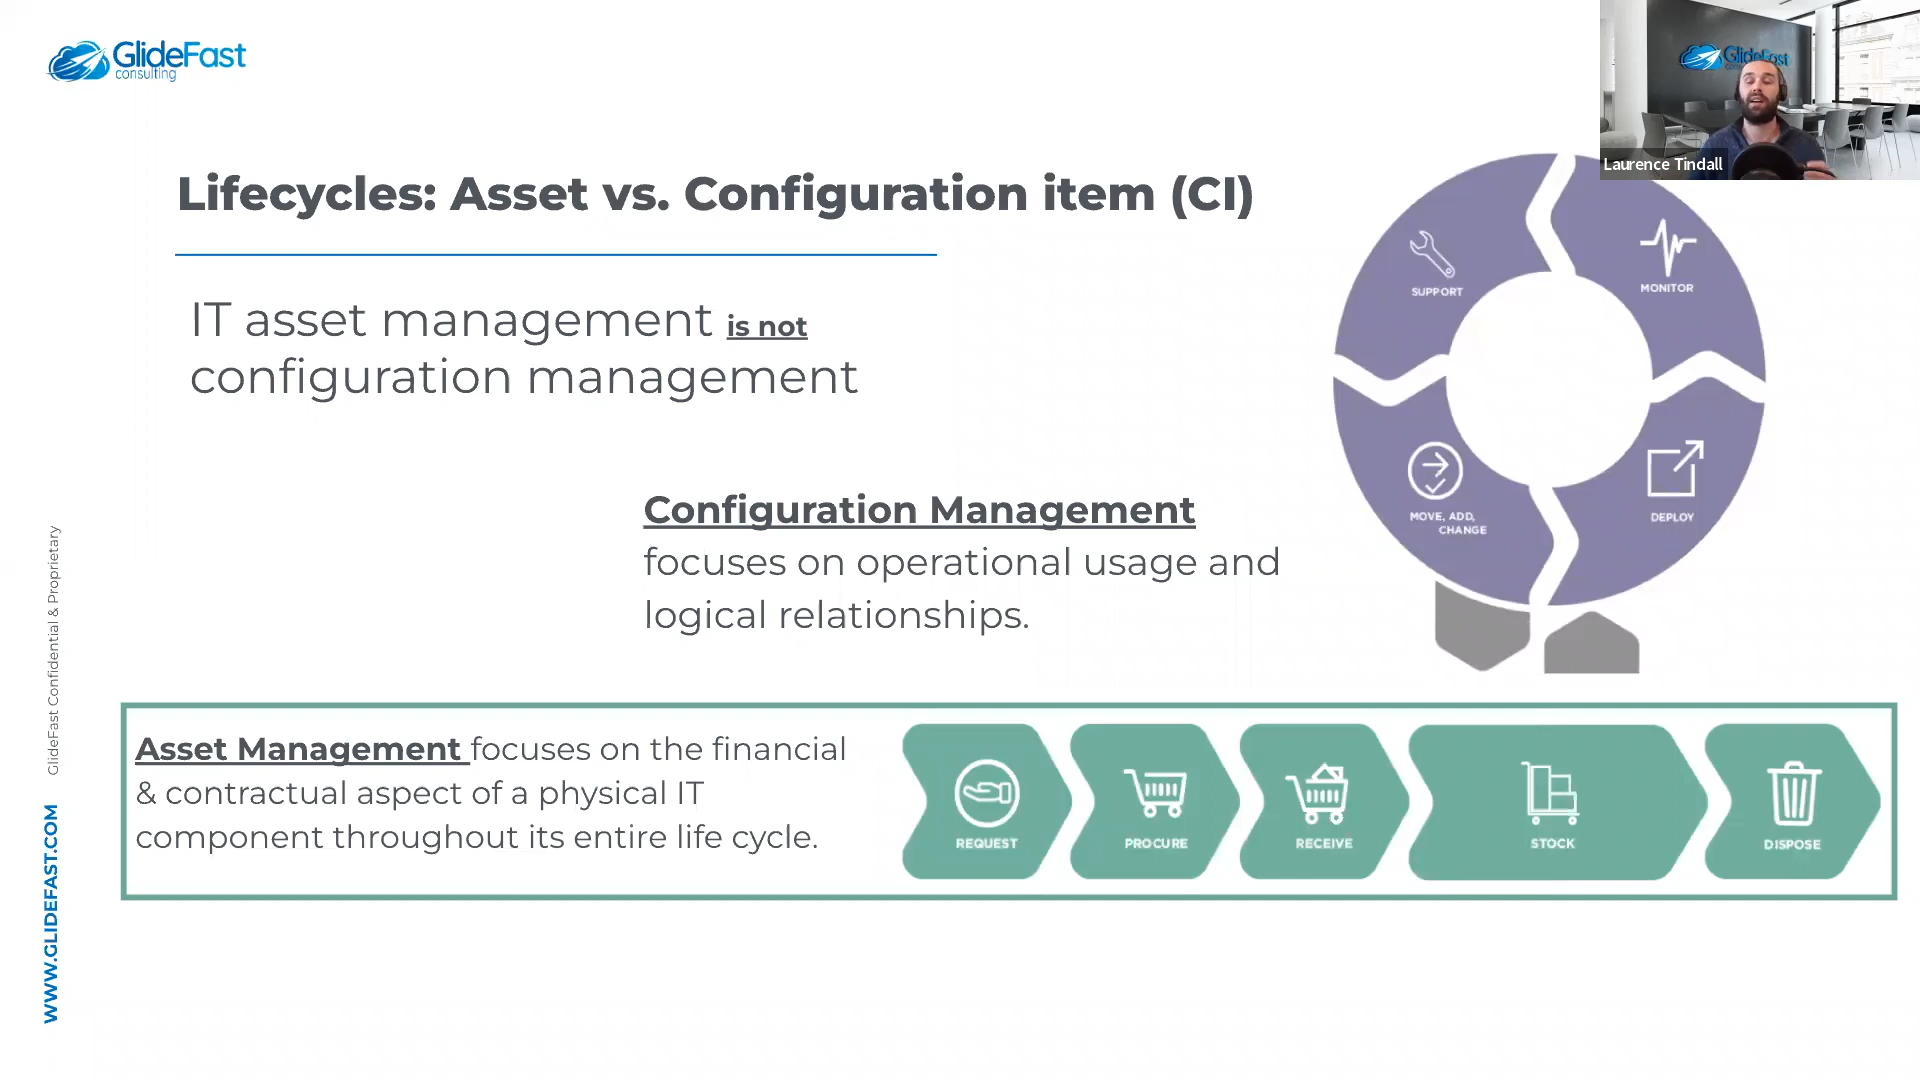 GlideFast
consulting
GlideFast
Laurence Tindall
Lifecycles: Asset vs. Configuration item (CI)
IT asset management is not
configuration management
SUPPORT
MONITOR
MOVE, ADD,
CHANGE
DEPLOY
Configuration Management
focuses on operational usage and
logical relationships.
Asset Management focuses on the financial
& contractual aspect of a physical IT
component throughout its entire life cycle.
REQUEST
PROCURE
RECEIVE
STOCK
DISPOSE
WWW.GLIDEFAST.COM
GlideFast Confidential & Proprietary